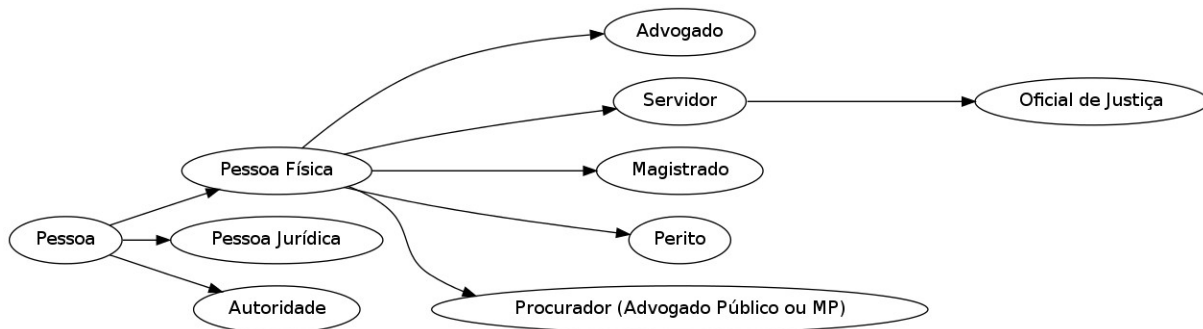 Advogado
Servidor
Oficial de Justiça
Pessoa Física
Magistrado
Pessoa
Pessoa Jurídica
Perito
Autoridade
Procurador (Advogado Público ou MP)